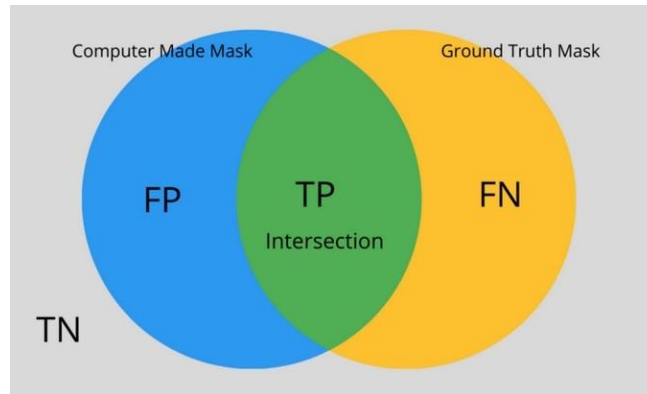 Computer Made Mask
Ground Truth Mask
FP
TP
FN
Intersection
TN